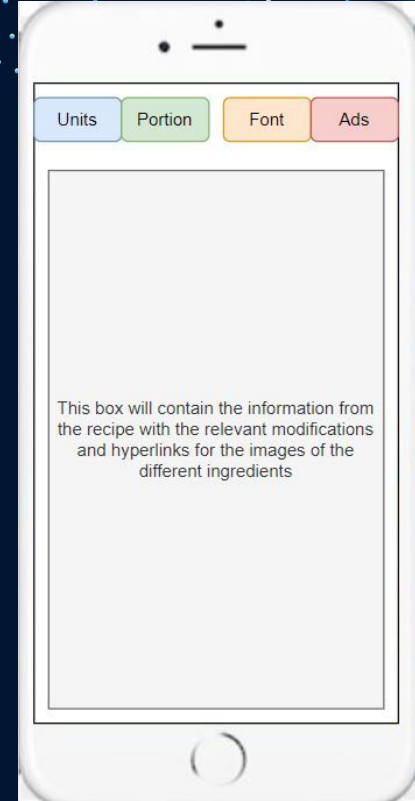 Units Portion Font Ads
This box will contain the information from
the recipe with the relevant modifications
and hyperlinks for the images of the
different ingredients